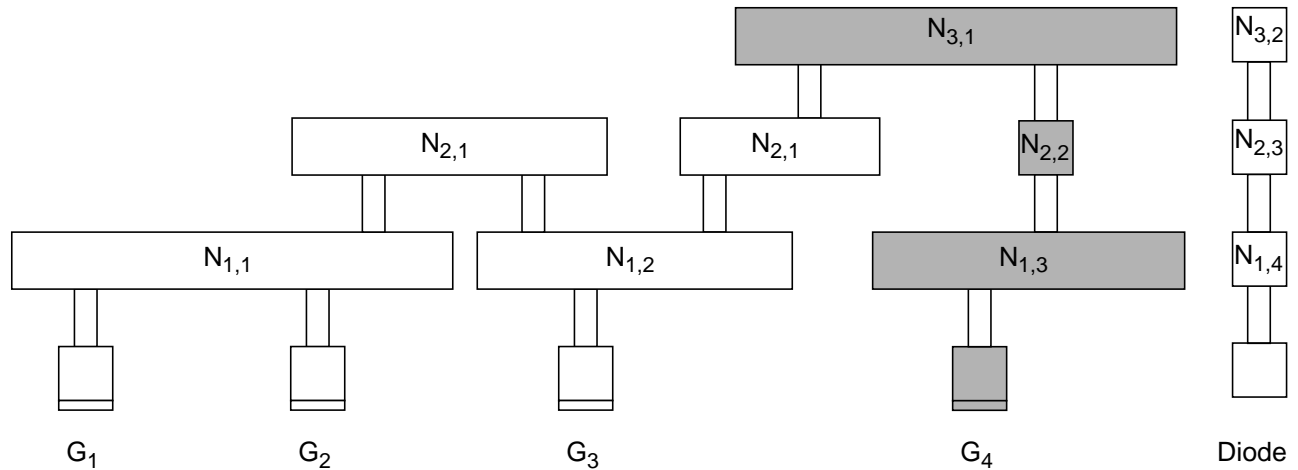 N3,1
N3,2
N2,1
N2,1
N2,2
N2,3
N1,1
N1,2
N1,3
N1,4
G1
G2
G3
G4
Diode